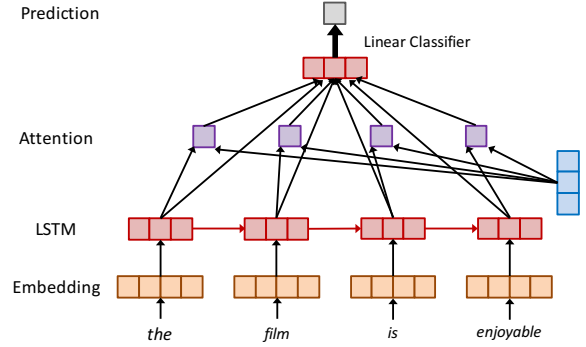 Prediction
Linear Classifier
Attention
LSTM
Embedding
the film is enjoyable